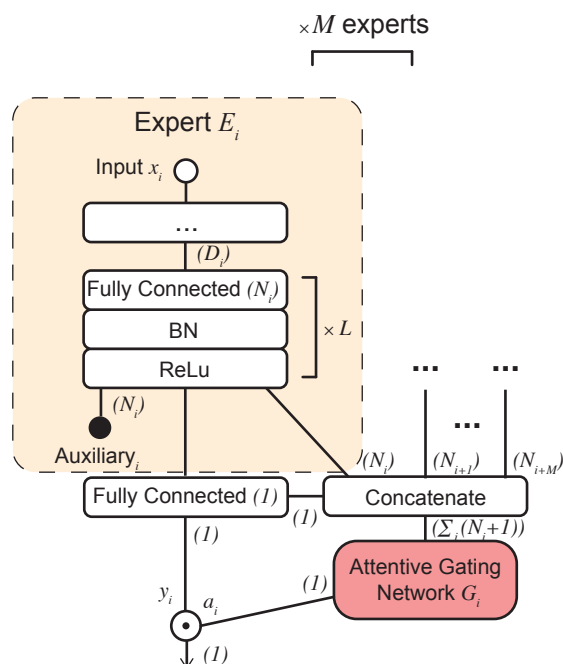 ×M experts
Expert E_i
Input x_i
...
(D_i)
Fully Connected (N_i)
BN
ReLu
× L
(N_i)
Auxiliary_i
... ...
...
(N_i) (N_{i+1}) (N_{i+M})
Fully Connected (1)
(1)
Concatenate
(1)
(Σ_i(N_i+1))
Attentive Gating
Network G_i
(1)
y_i
a_i
(1)